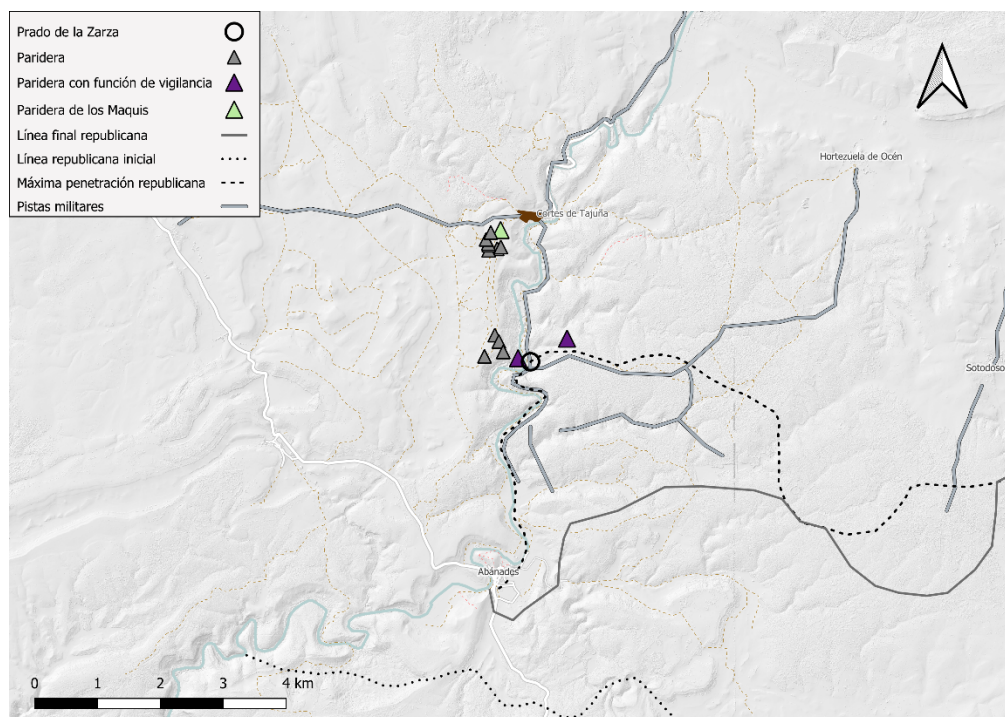 Prado de la Zarza
Paridera
Paridera con función de vigilancia
Paridera de los Maquis
Línea final republicana
Línea republicana inicial
Máxima penetración republicana
Pistas militares
Hortezuela de Océn
Cortes de Tajuña
Sotodoso
Abánades
0 1 2 3 4 km